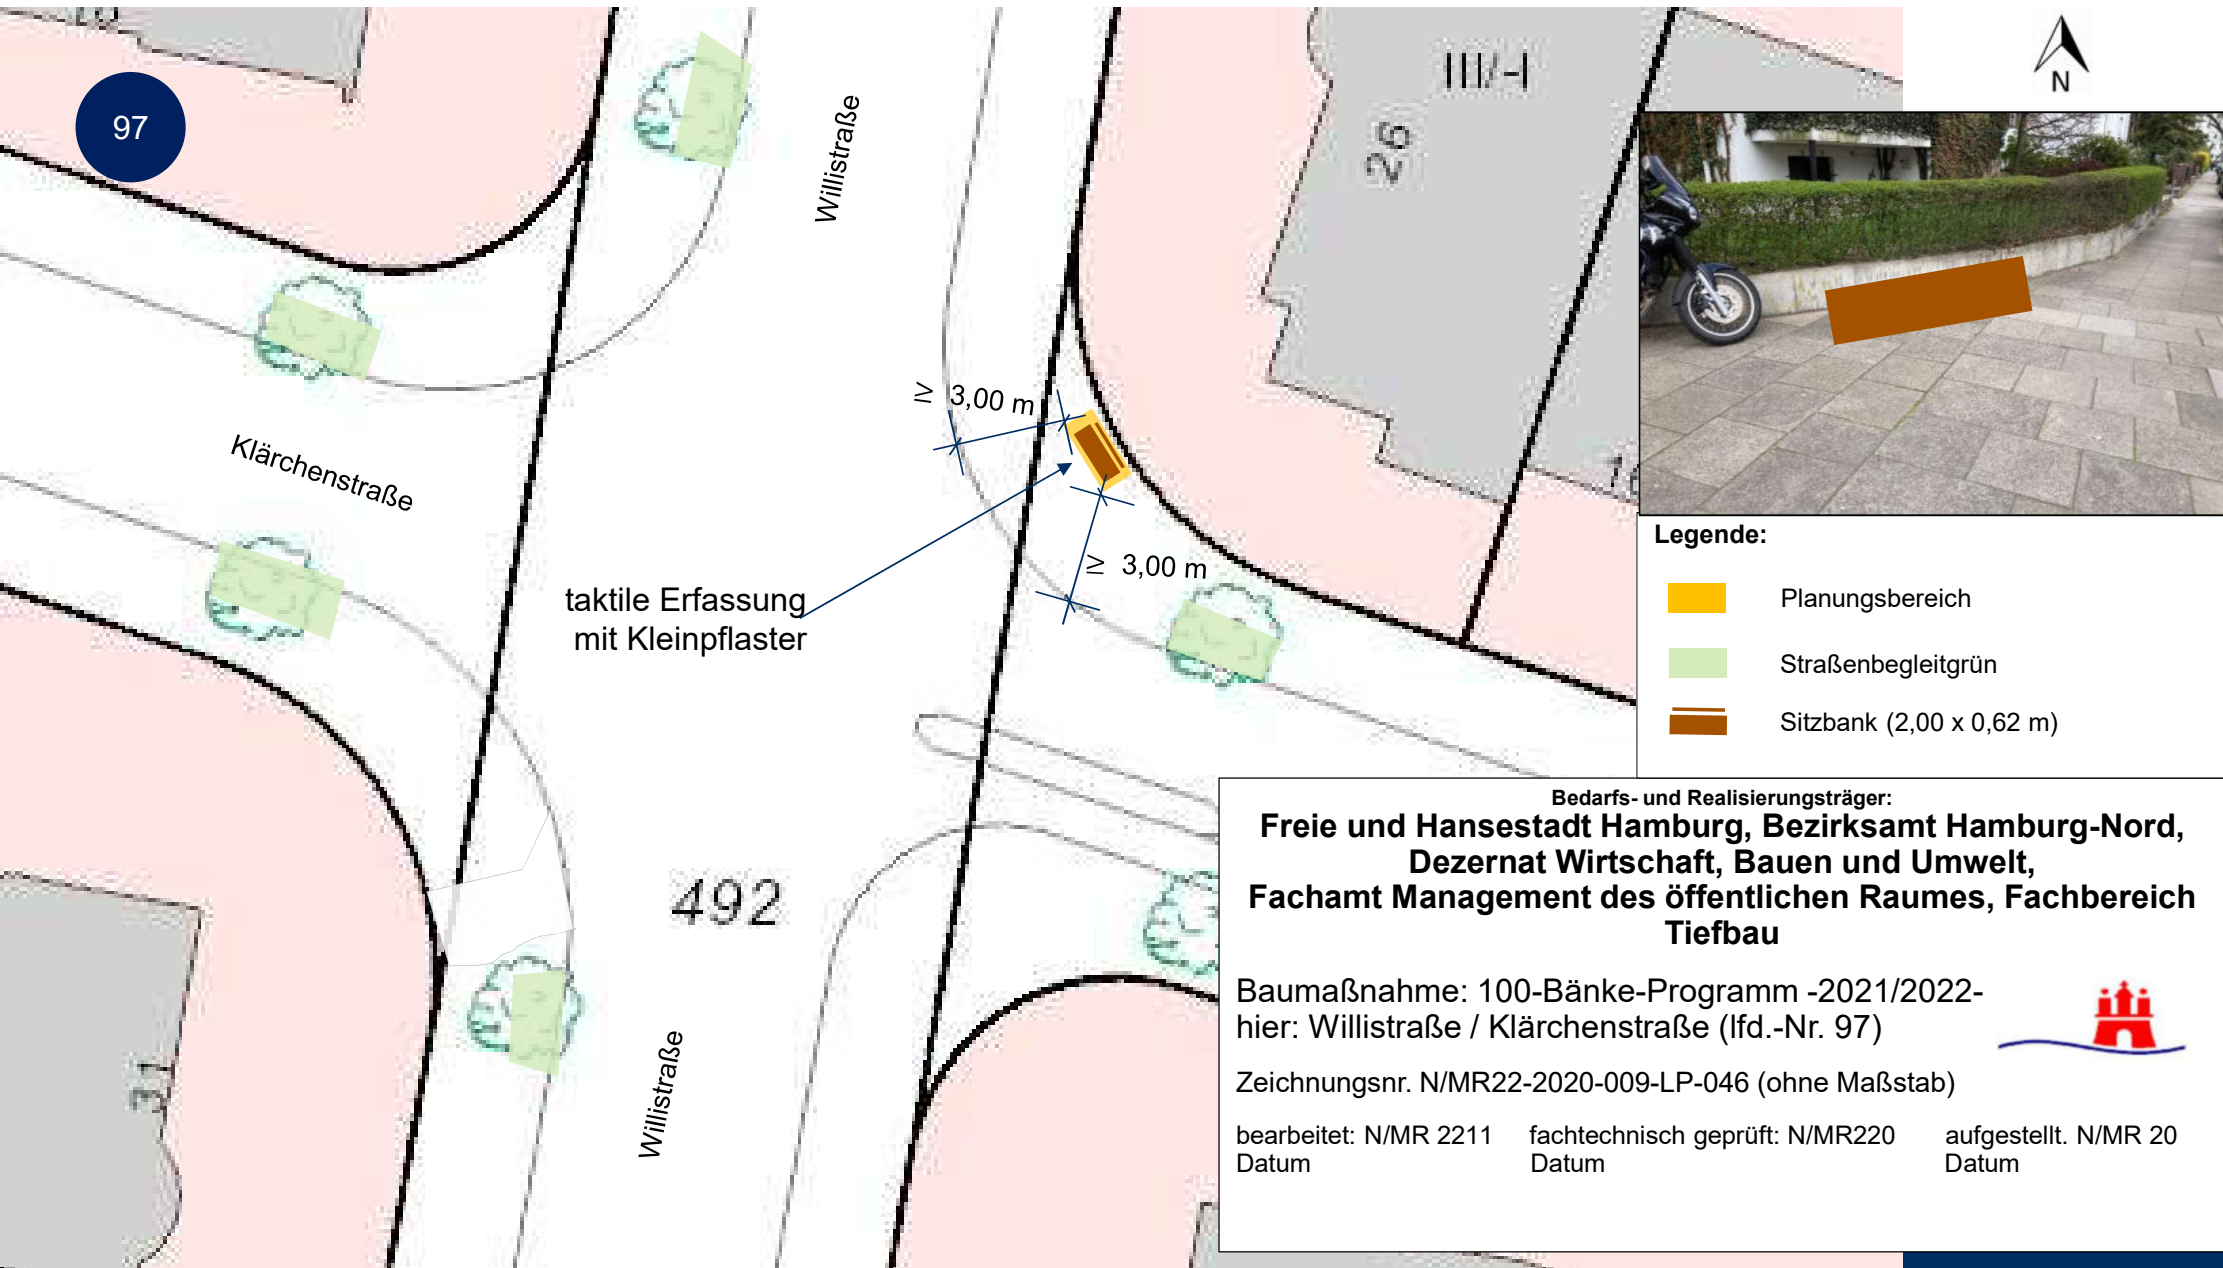 97
Willistraße
III/-I
26
N
≥ 3,00 m
Klärchenstraße
≥ 3,00 m
taktile Erfassung
mit Kleinpflaster
492
31
Willistraße
Legende:
Planungsbereich
Straßenbegleitgrün
Sitzbank (2,00 x 0,62 m)
Bedarfs- und Realisierungsträger:
Freie und Hansestadt Hamburg, Bezirksamt Hamburg-Nord,
Dezernat Wirtschaft, Bauen und Umwelt,
Fachamt Management des öffentlichen Raumes, Fachbereich
Tiefbau
Baumaßnahme: 100-Bänke-Programm -2021/2022-
hier: Willistraße / Klärchenstraße (lfd.-Nr. 97)
Zeichnungsnr. N/MR22-2020-009-LP-046 (ohne Maßstab)
bearbeitet: N/MR 2211 fachtechnisch geprüft: N/MR220 aufgestellt. N/MR 20
Datum Datum Datum